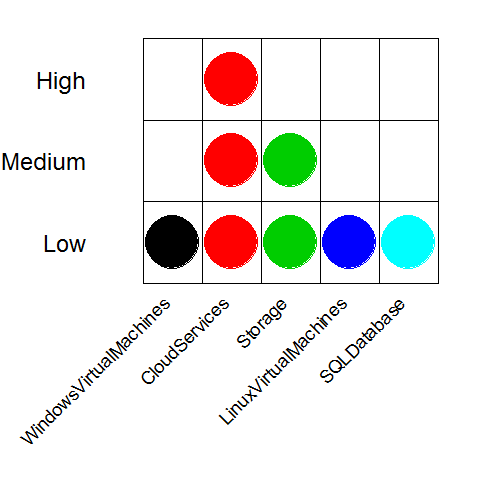 High
Medium
Low
WindowsVirtualMachines
CloudServices
Storage
LinuxVirtualMachines
SQLDatabase